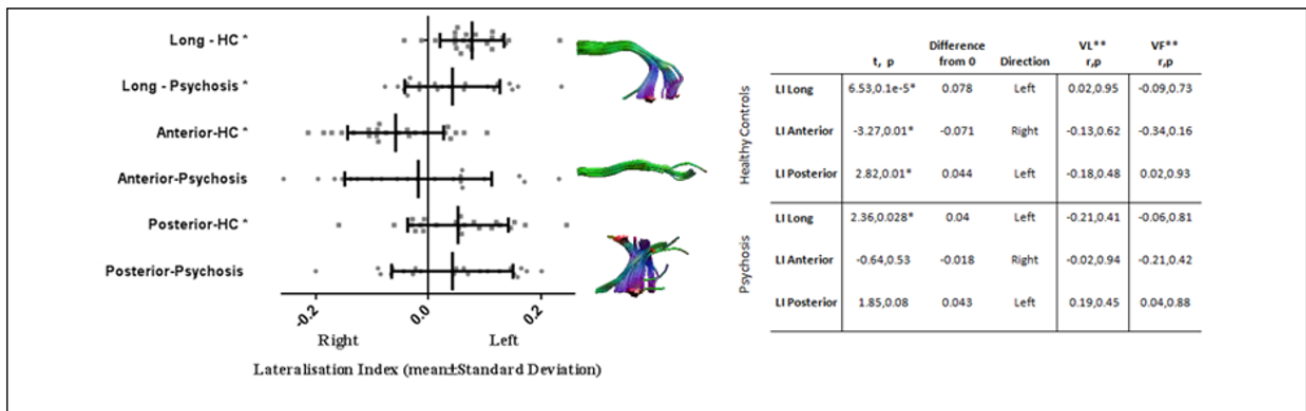 Long - HC *
Long - Psychosis *
Anterior-HC *
Anterior-Psychosis
Posterior-HC *
Posterior-Psychosis
-0.2 0.0 0.2
Right Left
Lateralisation Index (mean±Standard Deviation)
t, p Difference from 0 Direction VL** r,p VF** r,p
Healthy Controls
LI Long 6.53,0.1e-5* 0.078 Left 0.02,0.95 -0.09,0.73
LI Anterior -3.27,0.01* -0.071 Right -0.13,0.62 -0.34,0.16
LI Posterior 2.82,0.01* 0.044 Left -0.18,0.48 0.02,0.93
Psychosis
LI Long 2.36,0.028* 0.04 Left -0.21,0.41 -0.06,0.81
LI Anterior -0.64,0.53 -0.018 Right -0.02,0.94 -0.21,0.42
LI Posterior 1.85,0.08 0.043 Left 0.19,0.45 0.04,0.88